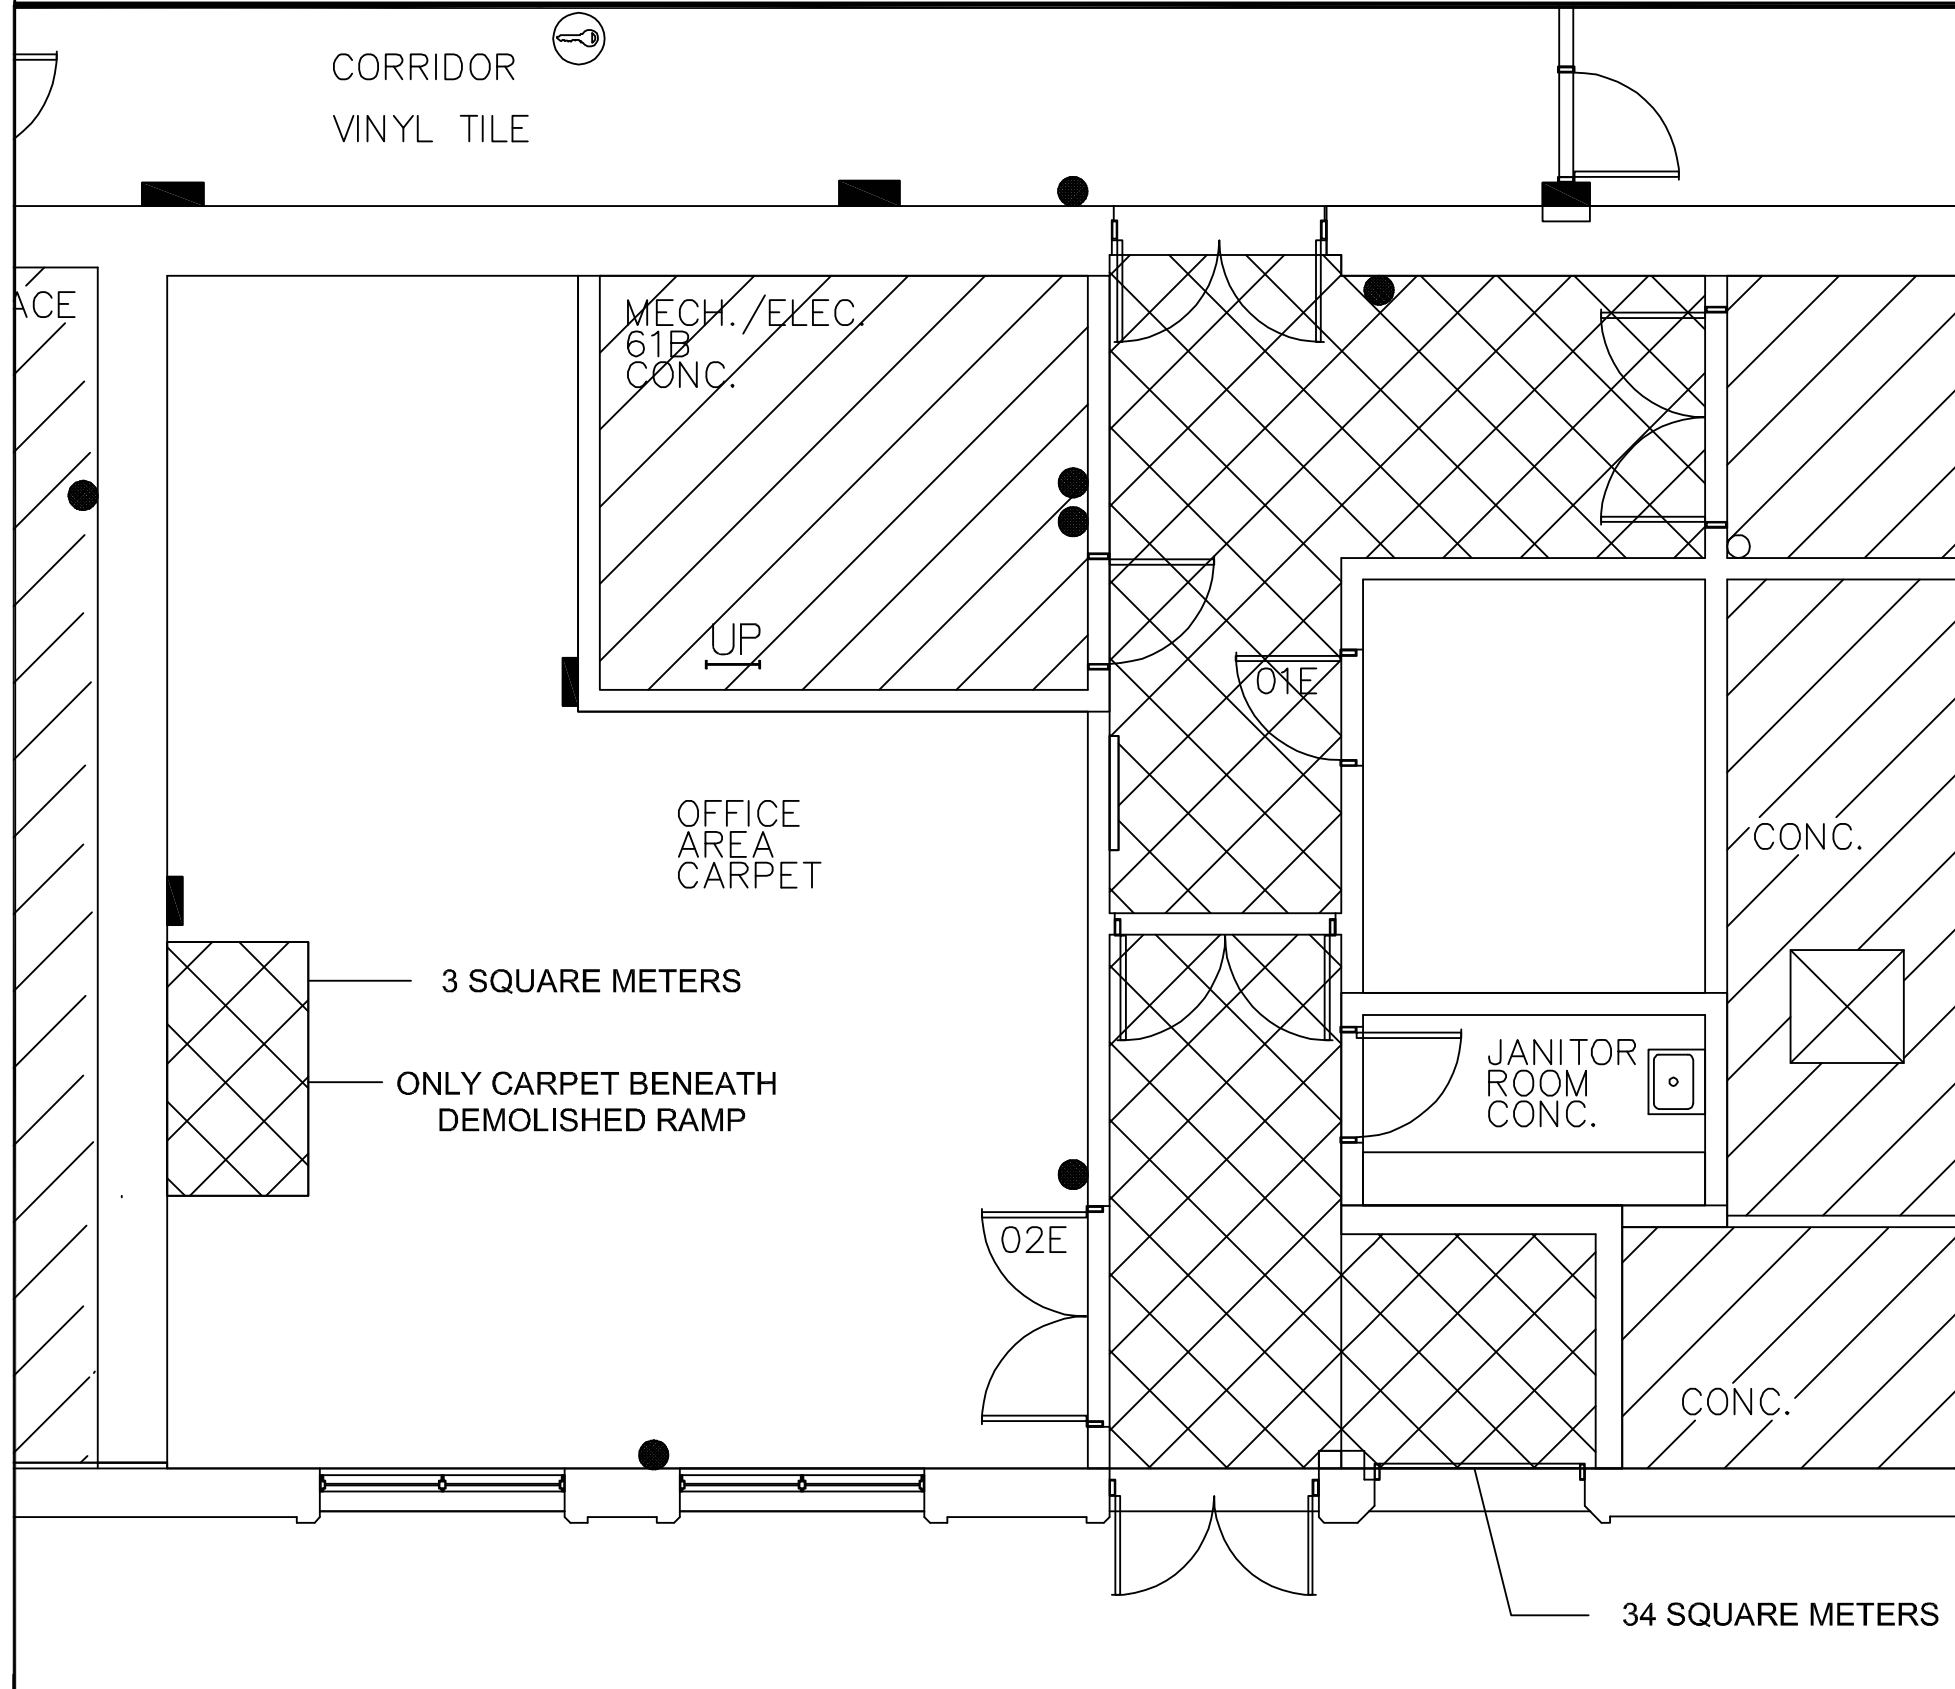 CORRIDOR
VINYL TILE
ACE
MECH./ELEC.
61B
CONC.
UP
01E
OFFICE
AREA
CARPET
CONC.
3 SQUARE METERS
ONLY CARPET BENEATH
DEMOLISHED RAMP
JANITOR
ROOM
CONC.
02E
CONC.
34 SQUARE METERS